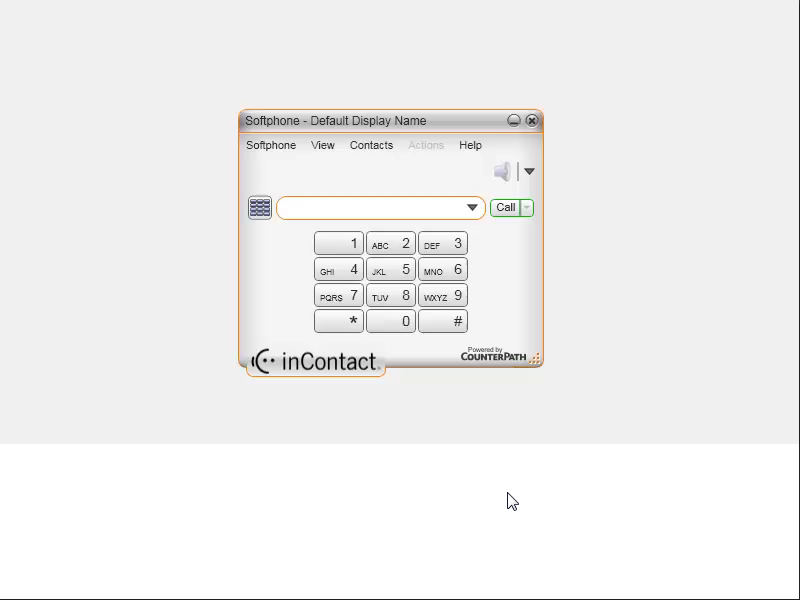 Softphone - Default Display Name
Softphone View Contacts Actions Help
Call
1 ABC 2 DEF 3
GHI 4 JKL 5 MNO 6
PQRS 7 TUV 8 WXYZ 9
* 0 #
inContact
Powered by
COUNTERPATH